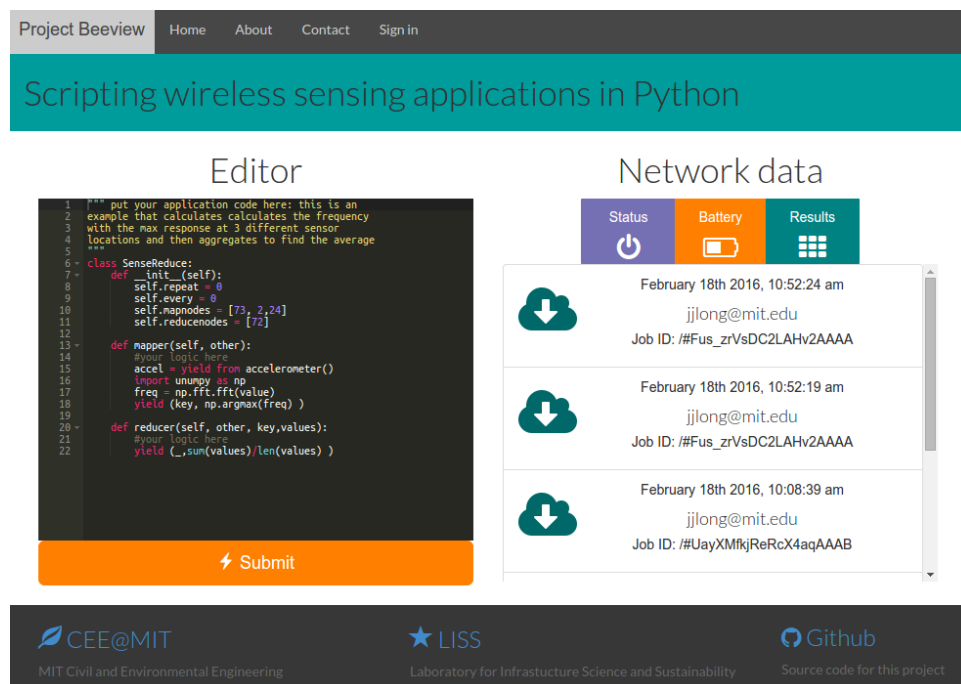 Project Beeview Home About Contact Sign in
Scripting wireless sensing applications in Python
Editor
1 """ put your application code here: this is an
2 example that calculates calculates the frequency
3 with the max response at 3 different sensor
4 locations and then aggregates to find the average
5 """
6 class SenseReduce:
7 def __init__(self):
8 self.repeat = 0
9 self.every = 0
10 self.mapnodes = [73, 2,24]
11 self.reducenodes = [72]
12
13 def mapper(self, other):
14 #your logic here
15 accel = yield from accelerometer()
16 import unumpy as np
17 freq = np.fft.fft(value)
18 yield (key, np.argmax(freq) )
19
20 def reducer(self, other, key,values):
21 #your logic here
22 yield (_,sum(values)/len(values) )
Submit
Network data
Status Battery Results
February 18th 2016, 10:52:24 am
jjlong@mit.edu
Job ID: /#Fus_zrVsDC2LAHv2AAAA
February 18th 2016, 10:52:19 am
jjlong@mit.edu
Job ID: /#Fus_zrVsDC2LAHv2AAAA
February 18th 2016, 10:08:39 am
jjlong@mit.edu
Job ID: /#UayXMfkjReRcX4aqAAAB
CEE@MIT
MIT Civil and Environmental Engineering
LISS
Laboratory for Infrastucture Science and Sustainability
Github
Source code for this project